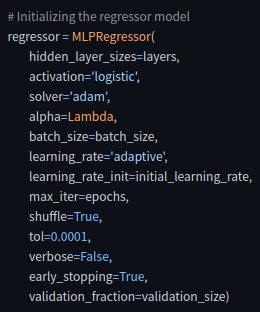 # Initializing the regressor model
regressor = MLPRegressor(
hidden_layer_sizes=layers,
activation='logistic',
solver='adam',
alpha=Lambda,
batch_size=batch_size,
learning_rate='adaptive',
learning_rate_init=initial_learning_rate,
max_iter=epochs,
shuffle=True,
tol=0.0001,
verbose=False,
early_stopping=True,
validation_fraction=validation_size)